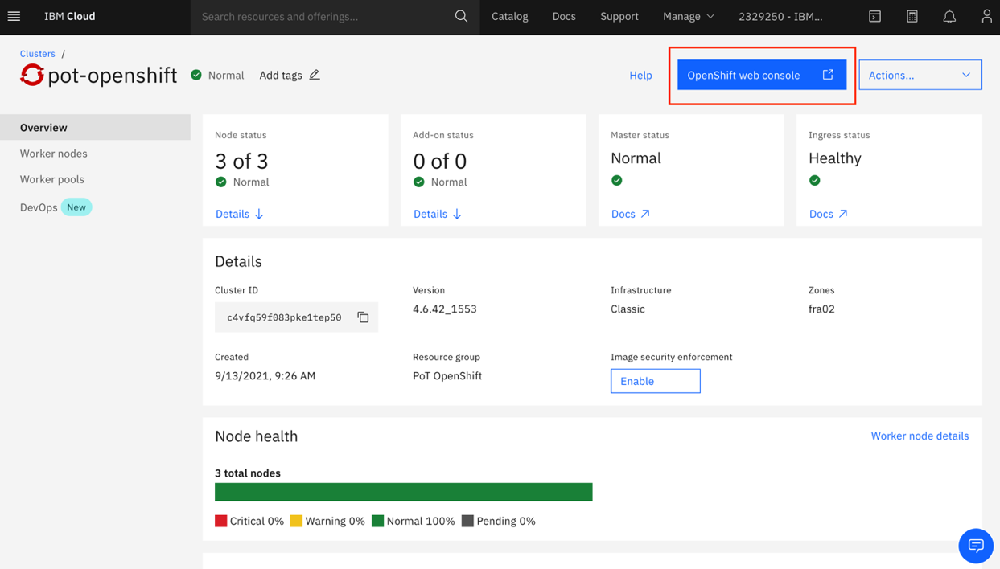 IBM Cloud
Search resources and offerings...
Catalog
Docs
Support
Manage
2329250 - IBM...
Clusters /
pot-openshift
Normal
Add tags
Help
OpenShift web console
Actions...
Overview
Worker nodes
Worker pools
DevOps New
Node status
3 of 3
Normal
Details
Add-on status
0 of 0
Normal
Details
Master status
Normal
Docs
Ingress status
Healthy
Docs
Details
Cluster ID
c4vfq59f083pke1tep50
Version
4.6.42_1553
Infrastructure
Classic
Zones
fra02
Created
9/13/2021, 9:26 AM
Resource group
PoT OpenShift
Image security enforcement
Enable
Node health
Worker node details
3 total nodes
Critical 0% Warning 0% Normal 100% Pending 0%